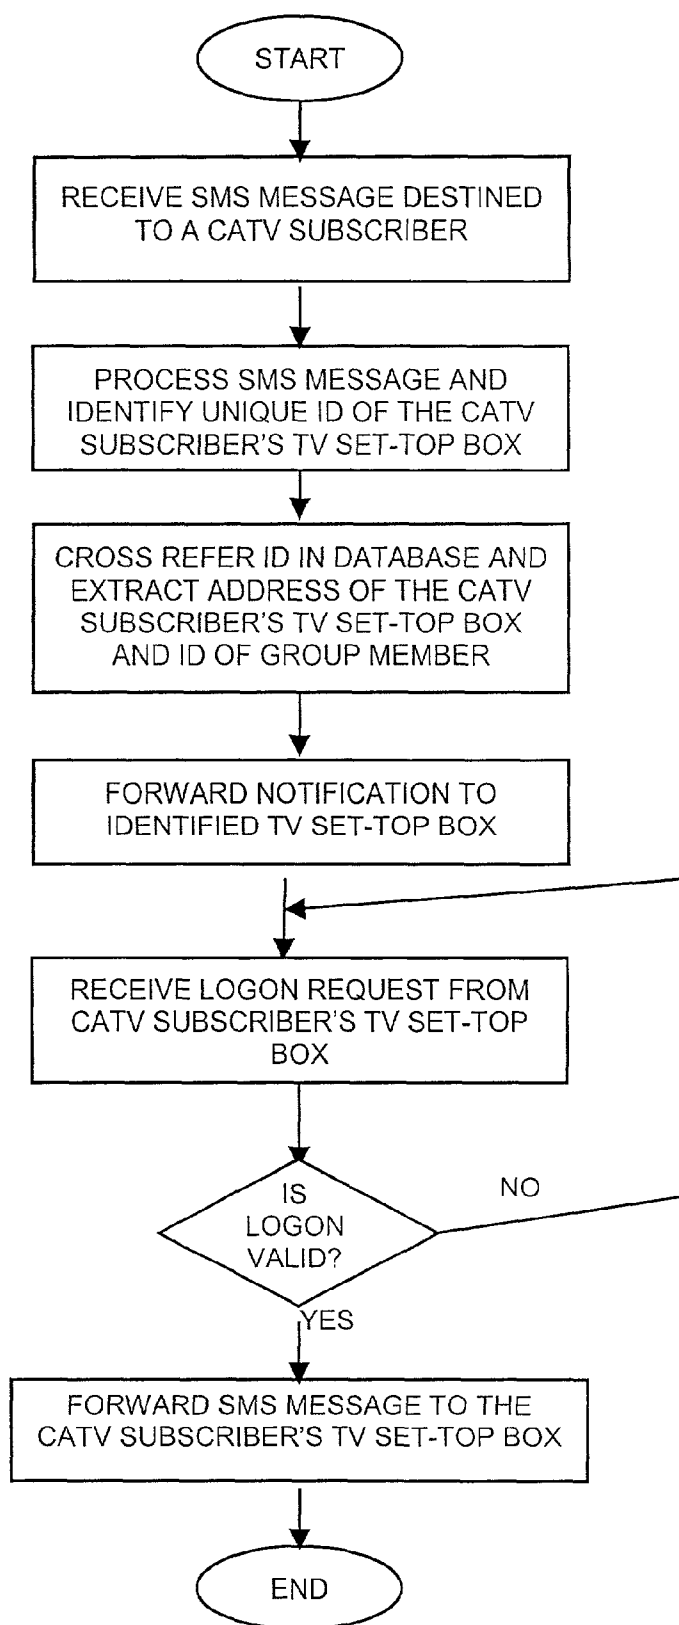 START
RECEIVE SMS MESSAGE DESTINED
TO A CATV SUBSCRIBER
PROCESS SMS MESSAGE AND
IDENTIFY UNIQUE ID OF THE CATV
SUBSCRIBER'S TV SET-TOP BOX
CROSS REFER ID IN DATABASE AND
EXTRACT ADDRESS OF THE CATV
SUBSCRIBER'S TV SET-TOP BOX
AND ID OF GROUP MEMBER
FORWARD NOTIFICATION TO
IDENTIFIED TV SET-TOP BOX
RECEIVE LOGON REQUEST FROM
CATV SUBSCRIBER'S TV SET-TOP
BOX
IS
LOGON
VALID?
NO
YES
FORWARD SMS MESSAGE TO THE
CATV SUBSCRIBER'S TV SET-TOP BOX
END